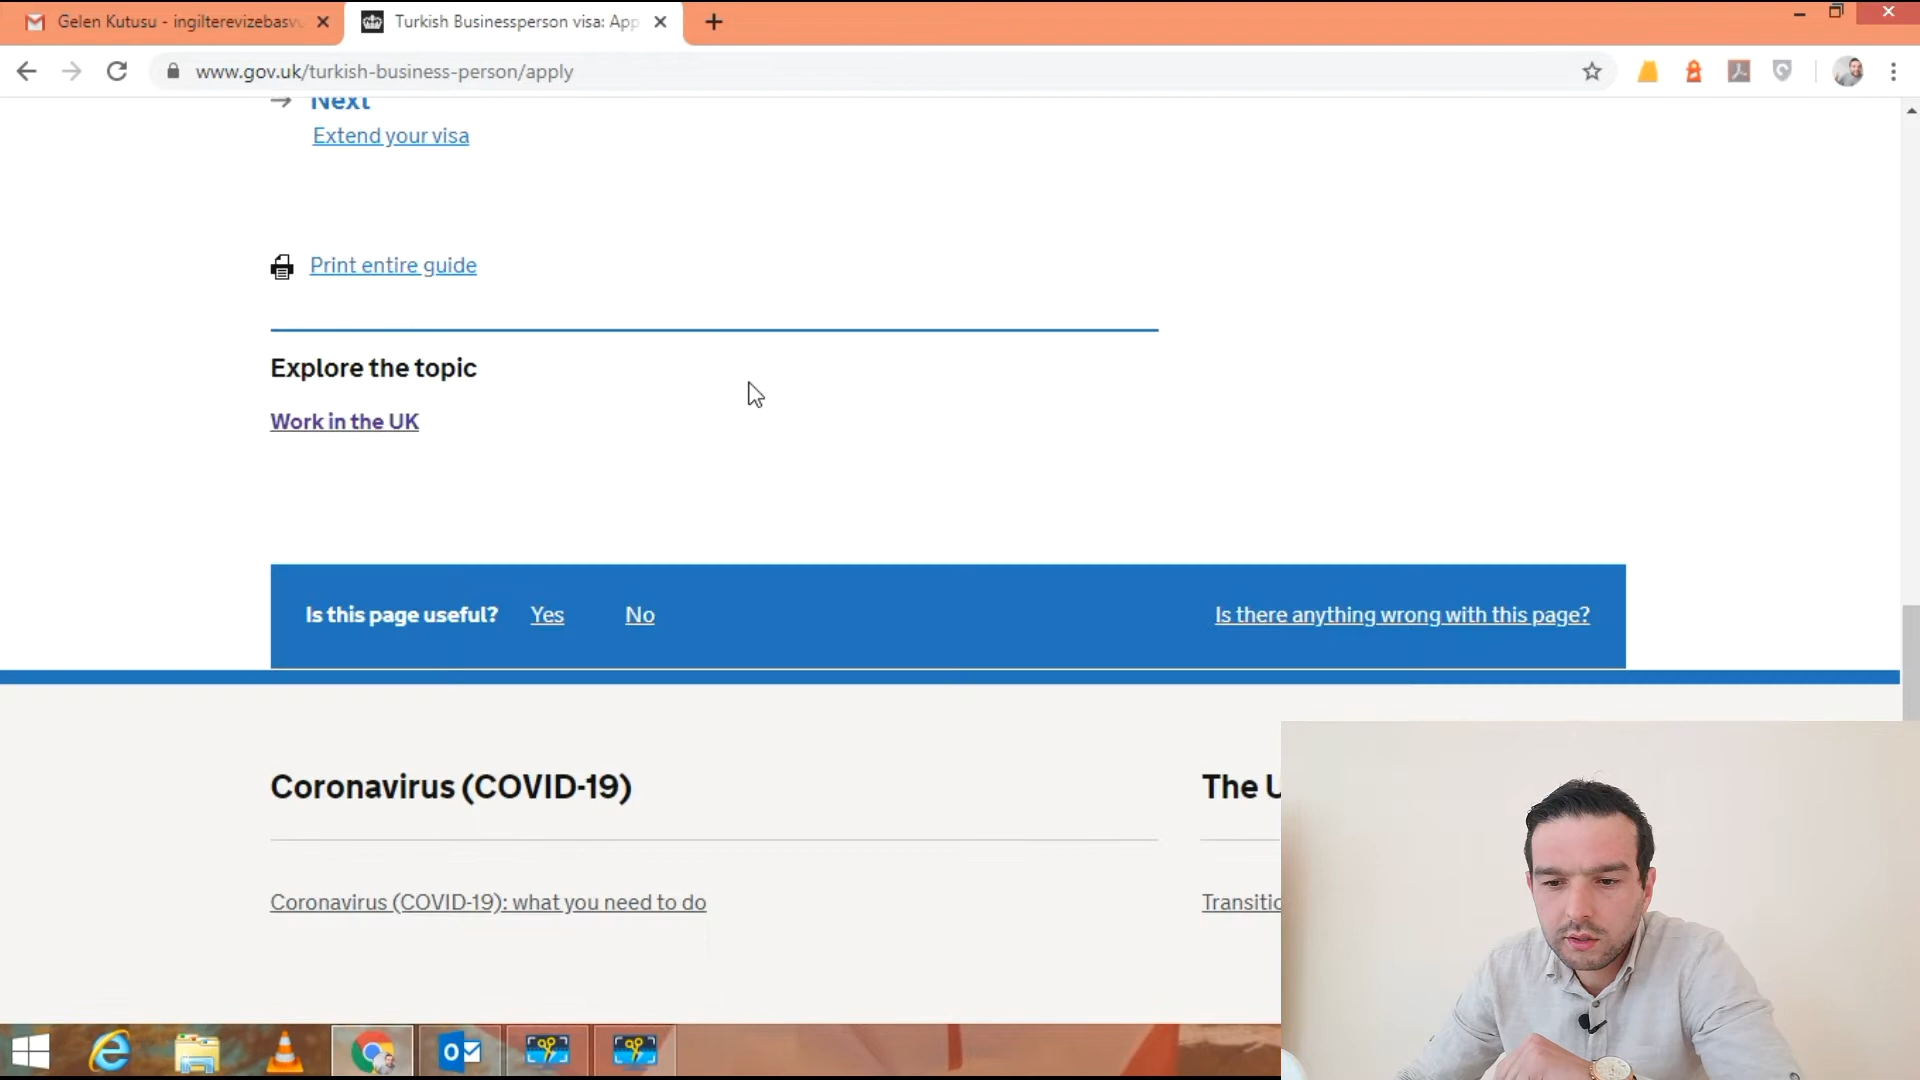 Gelen Kutusu - ingilterevizebasvu
Turkish Businessperson visa: App
www.gov.uk/turkish-business-person/apply
Next
Extend your visa
Print entire guide
Explore the topic
Work in the UK
Is this page useful? Yes No Is there anything wrong with this page?
Coronavirus (COVID-19) The U
Coronavirus (COVID-19): what you need to do Transitio